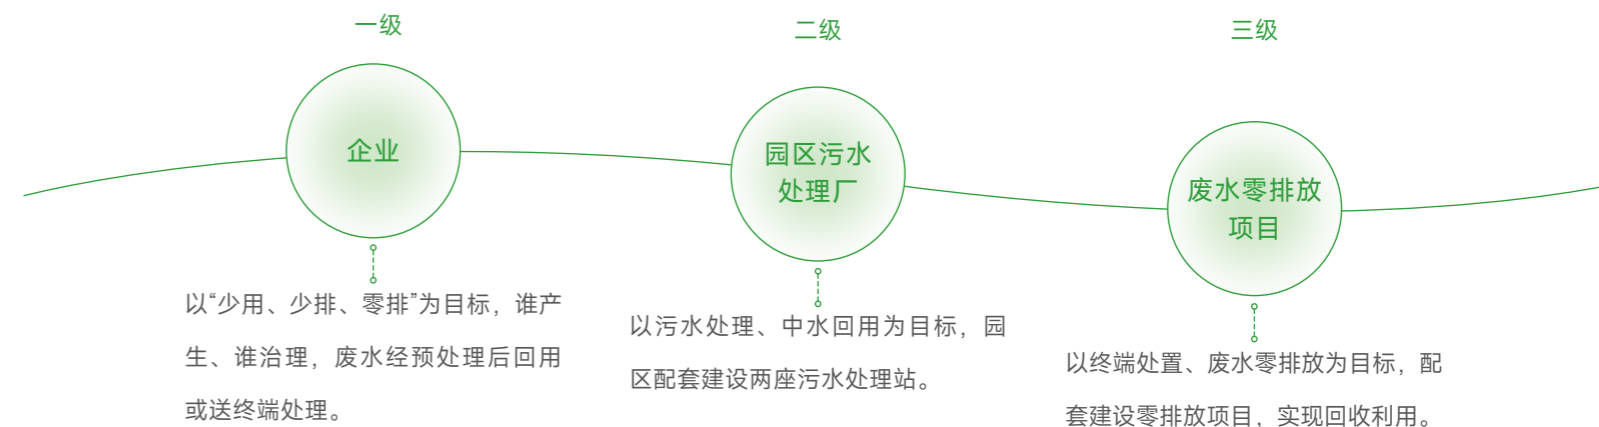 一级
企业
以“少用、少排、零排”为目标，谁产
生、谁治理，废水经预处理后回用
或送终端处理。
二级
园区污水
处理厂
以污水处理、中水回用为目标，园
区配套建设两座污水处理站。
三级
废水零排放
项目
以终端处置、废水零排放为目标，配
套建设零排放项目，实现回收利用。